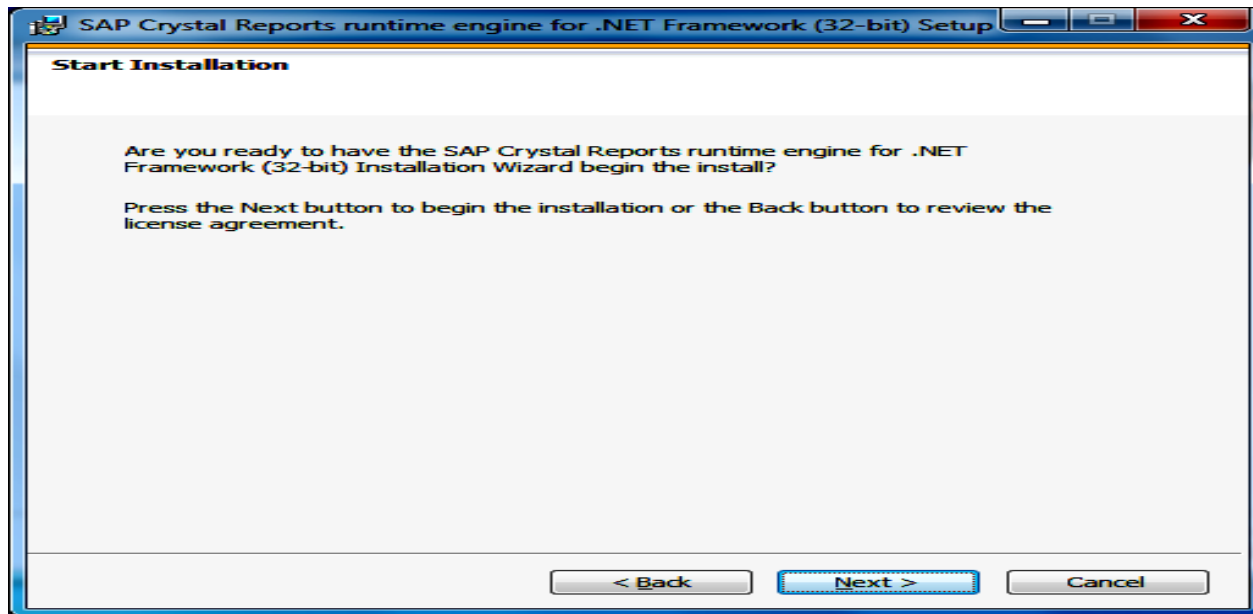 SAP Crystal Reports runtime engine for .NET Framework (32-bit) Setup
Start Installation
Are you ready to have the SAP Crystal Reports runtime engine for .NET
Framework (32-bit) Installation Wizard begin the install?
Press the Next button to begin the installation or the Back button to review the
license agreement.
< Back Next > Cancel